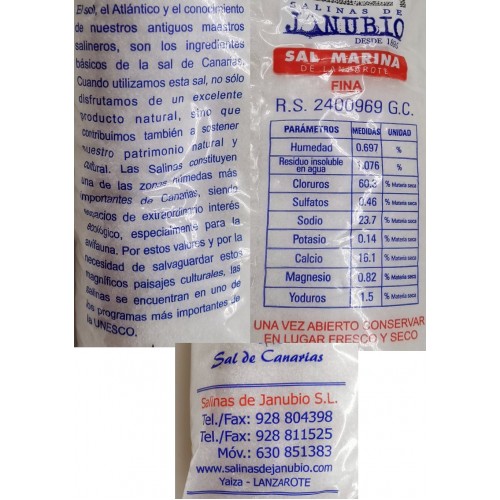 El sol, el Atlántico y el conocimiento
de nuestros antiguos maestros
salineros, son los ingredientes
básicos de la sal de Canarias.
Cuando utilizamos esta sal, no sólo
disfrutamos de un excelente
producto natural, sino que
contribuimos también a sostener
nuestro patrimonio natural y
cultural. Las Salinas constituyen
una de las zonas húmedas más
importantes de Canarias, siendo
espacios de extraordinario interés
ecológico, especialmente para la
avifauna. Por estos valores y por la
necesidad de salvaguardar estos
magníficos paisajes culturales, las
salinas se encuentran en uno de
los programas más importantes de
la UNESCO.
SALINAS DE
JANUBIO
DESDE 1895
SAL MARINA
DE LANZAROTE
FINA
R.S. 2400969 G.C.
PARÁMETROS MEDIDAS UNIDAD
Humedad 0.697 %
Residuo insoluble
en agua 1.076 %
Cloruros 60.3 % Materia seca
Sulfatos 0.46 % Materia seca
Sodio 23.7 % Materia seca
Potasio 0.14 % Materia seca
Calcio 16.1 % Materia seca
Magnesio 0.82 % Materia seca
Yoduros 1.5 % Materia seca
UNA VEZ ABIERTO CONSERVAR
EN LUGAR FRESCO Y SECO
Sal de Canarias
Salinas de Janubio S.L.
Tel./Fax: 928 804398
Tel./Fax: 928 811525
Móv.: 630 851383
www.salinasdejanubio.com
Yaiza - LANZAROTE